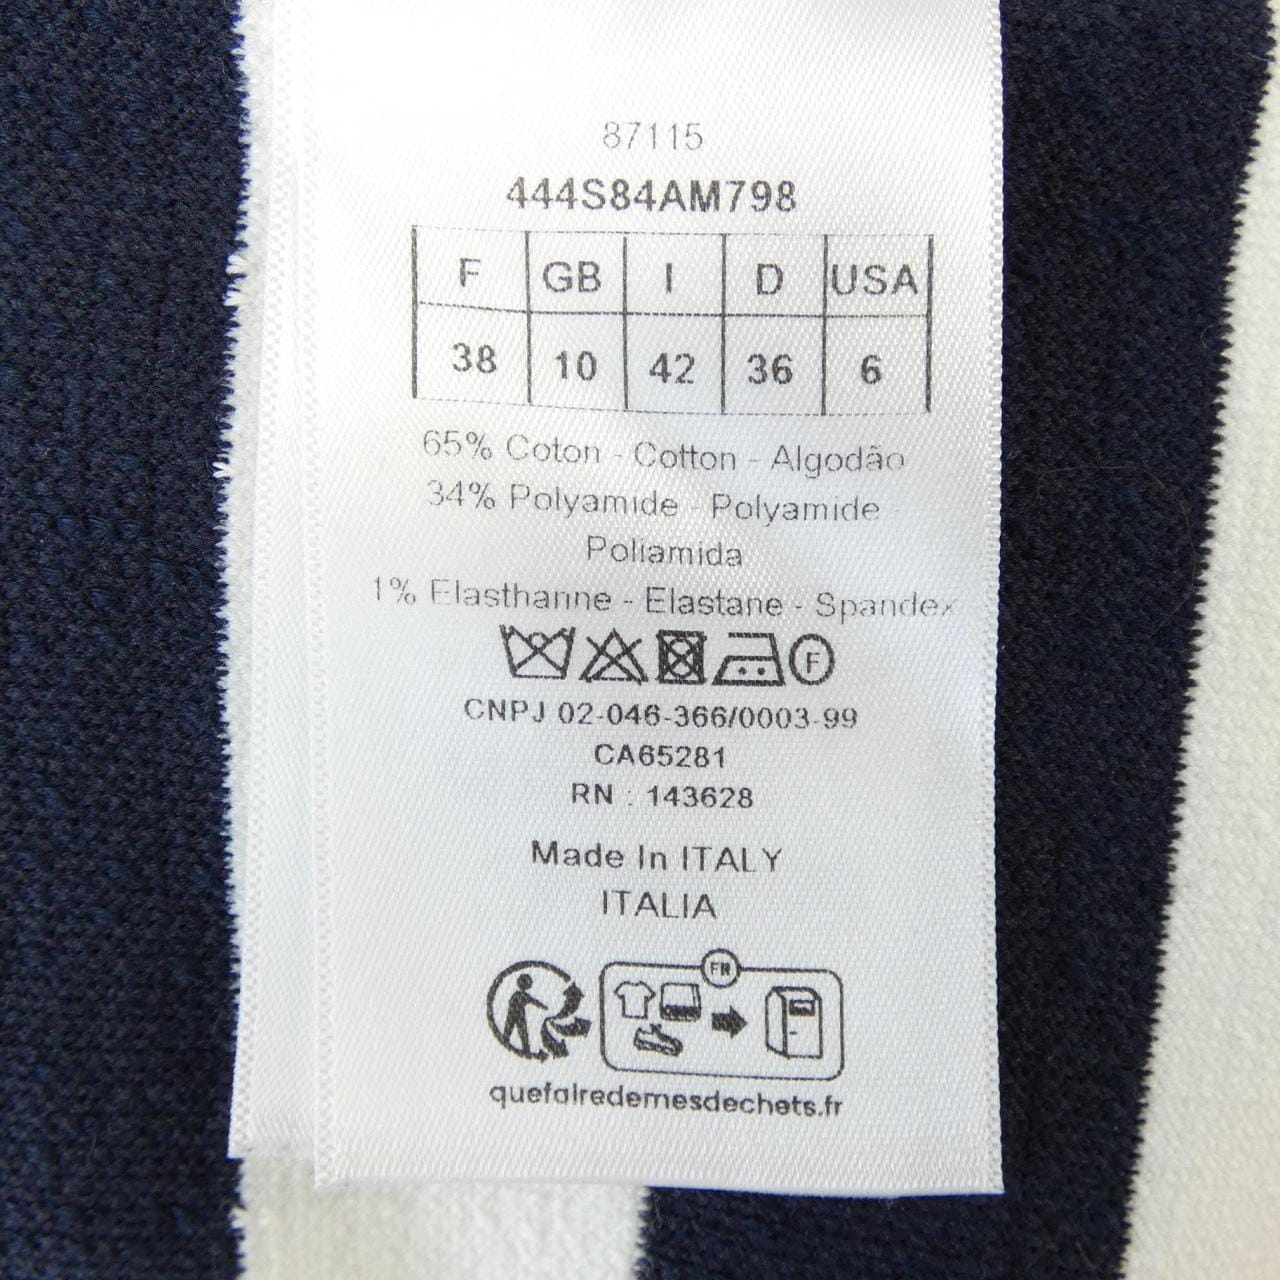 87115
444S84AM798
F GB I D USA
38 10 42 36 6
65% Coton - Cotton - Algodão
34% Polyamide - Polyamide -
Poliamida
1% Elasthanne - Elastane - Spandex
F
CNPJ 02-046-366/0003-99
CA65281
RN : 143628
Made In ITALY
ITALIA
FR
quefairedemesdechets.fr